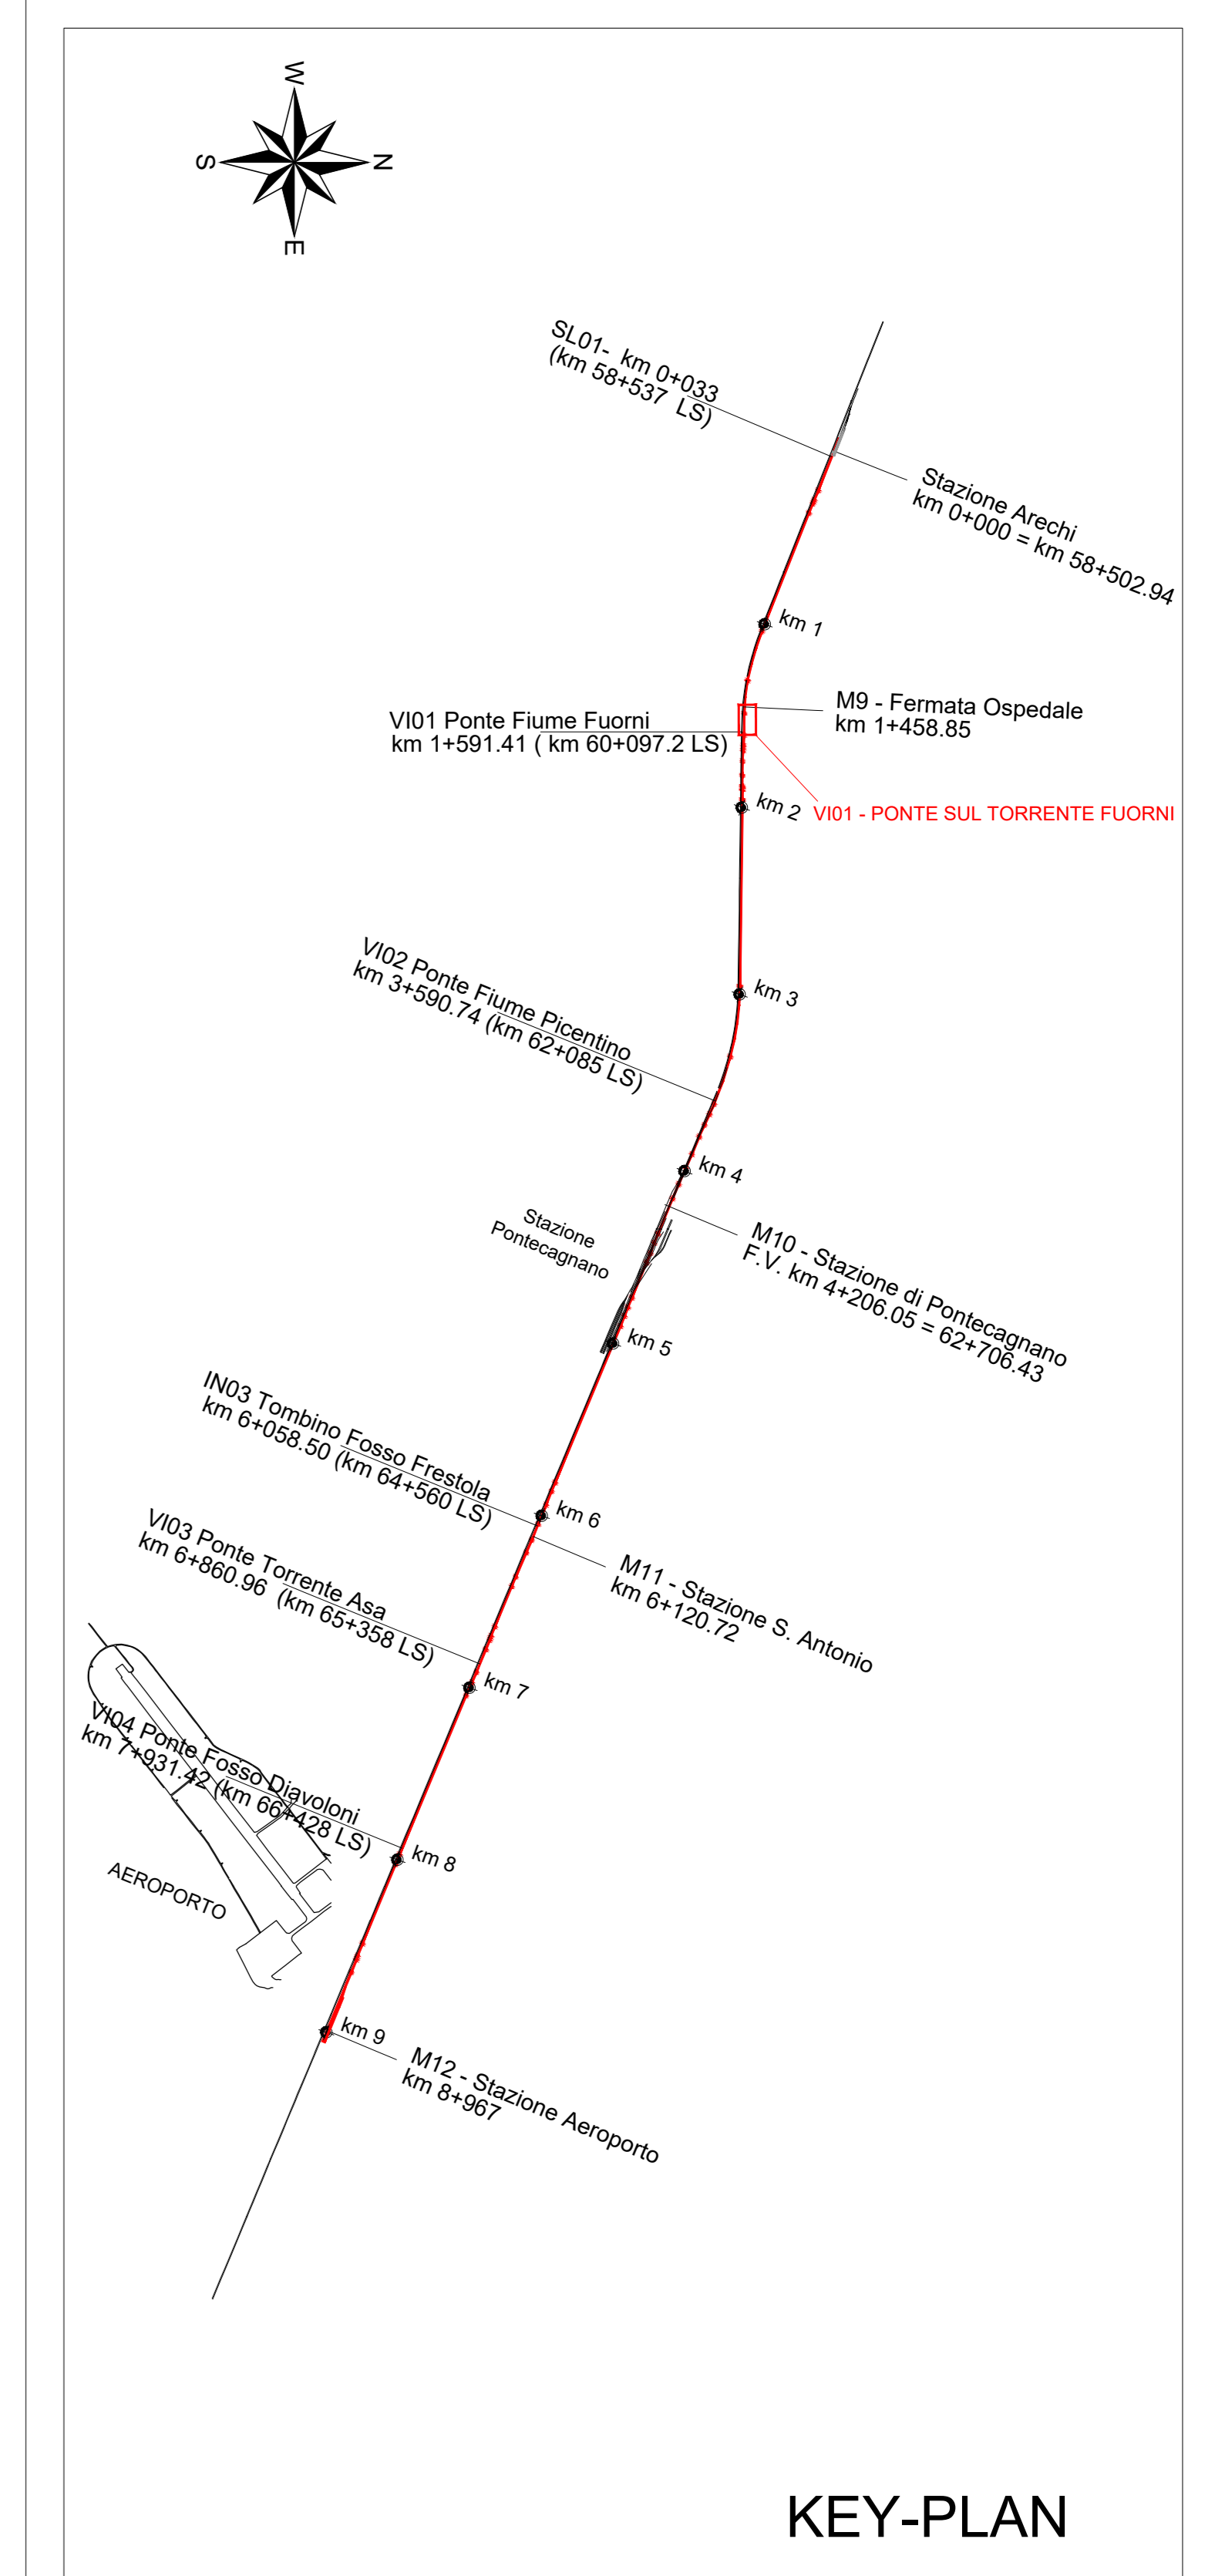 W
S
N
E
SL01- km 0+033
(km 58+537 LS)
Stazione Arechi
km 0+000 = km 58+502.94
km 1
M9 - Fermata Ospedale
km 1+458.85
VI01 Ponte Fiume Fuorni
km 1+591.41 ( km 60+097.2 LS)
km 2
VI01 - PONTE SUL TORRENTE FUORNI
VI02 Ponte Fiume Picentino
km 3+590.74 (km 62+085 LS)
km 3
km 4
Stazione
Pontecagnano
M10 - Stazione di Pontecagnano
F.V. km 4+206.05 = 62+706.43
km 5
IN03 Tombino Fosso Frestola
km 6+058.50 (km 64+560 LS)
km 6
VI03 Ponte Torrente Asa
km 6+860.96 (km 65+358 LS)
M11 - Stazione S. Antonio
km 6+120.72
km 7
VI04 Ponte Fosso Diavoloni
km 7+931.42 (km 66+428 LS)
km 8
AEROPORTO
km 9
M12 - Stazione Aeroporto
km 8+967
KEY-PLAN